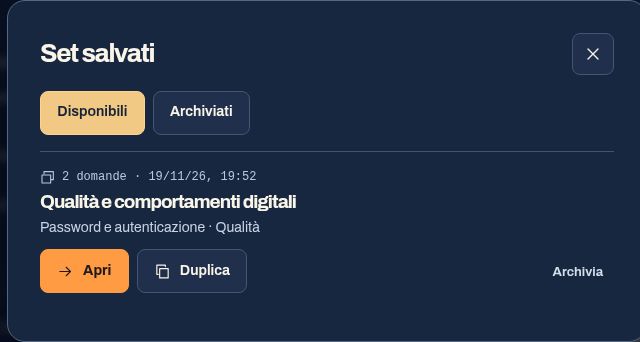 Set salvati
Disponibili
Archiviati
2 domande · 19/11/26, 19:52
Qualità e comportamenti digitali
Password e autenticazione · Qualità
Apri
Duplica
Archivia